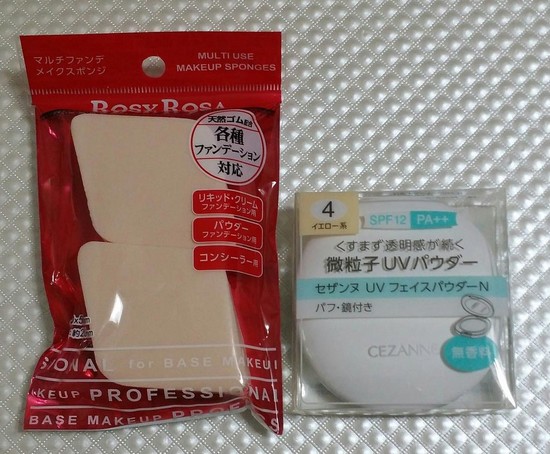 マルチファンデ
メイクスポンジ
MULTI USE
MAKEUP SPONGES
ROSY ROSA
天然ゴム配合
各種
ファンデーション
対応
リキッド・クリーム
ファンデーション用
パウダー
ファンデーション用
コンシーラー用
SIONAL for BASE MAKEUP
AKEUP PROFESSIONAL
BASE MAKEUP PROFES
4
イエロー系
SPF12 PA++
くすまず透明感が続く
微粒子UVパウダー
セザンヌ UV フェイスパウダーN
パフ・鏡付き
CEZANNE
無香料